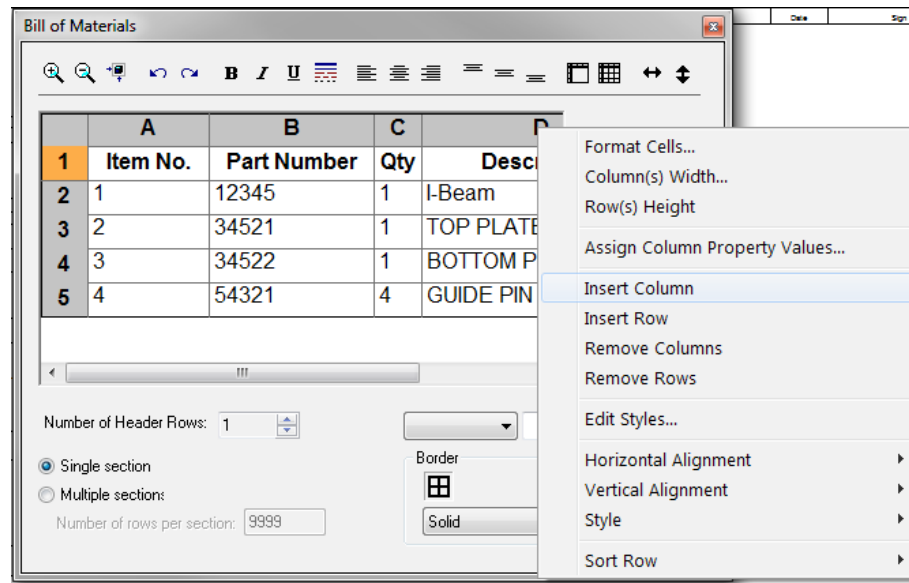 Bill of Materials
Date Sign
B I U
A B C D
1 Item No. Part Number Qty Descr
2 1 12345 1 I-Beam
3 2 34521 1 TOP PLATE
4 3 34522 1 BOTTOM P
5 4 54321 4 GUIDE PIN
Number of Header Rows: 1
Single section
Multiple sections
Number of rows per section: 9999
Border
Solid
Format Cells...
Column(s) Width...
Row(s) Height
Assign Column Property Values...
Insert Column
Insert Row
Remove Columns
Remove Rows
Edit Styles...
Horizontal Alignment
Vertical Alignment
Style
Sort Row